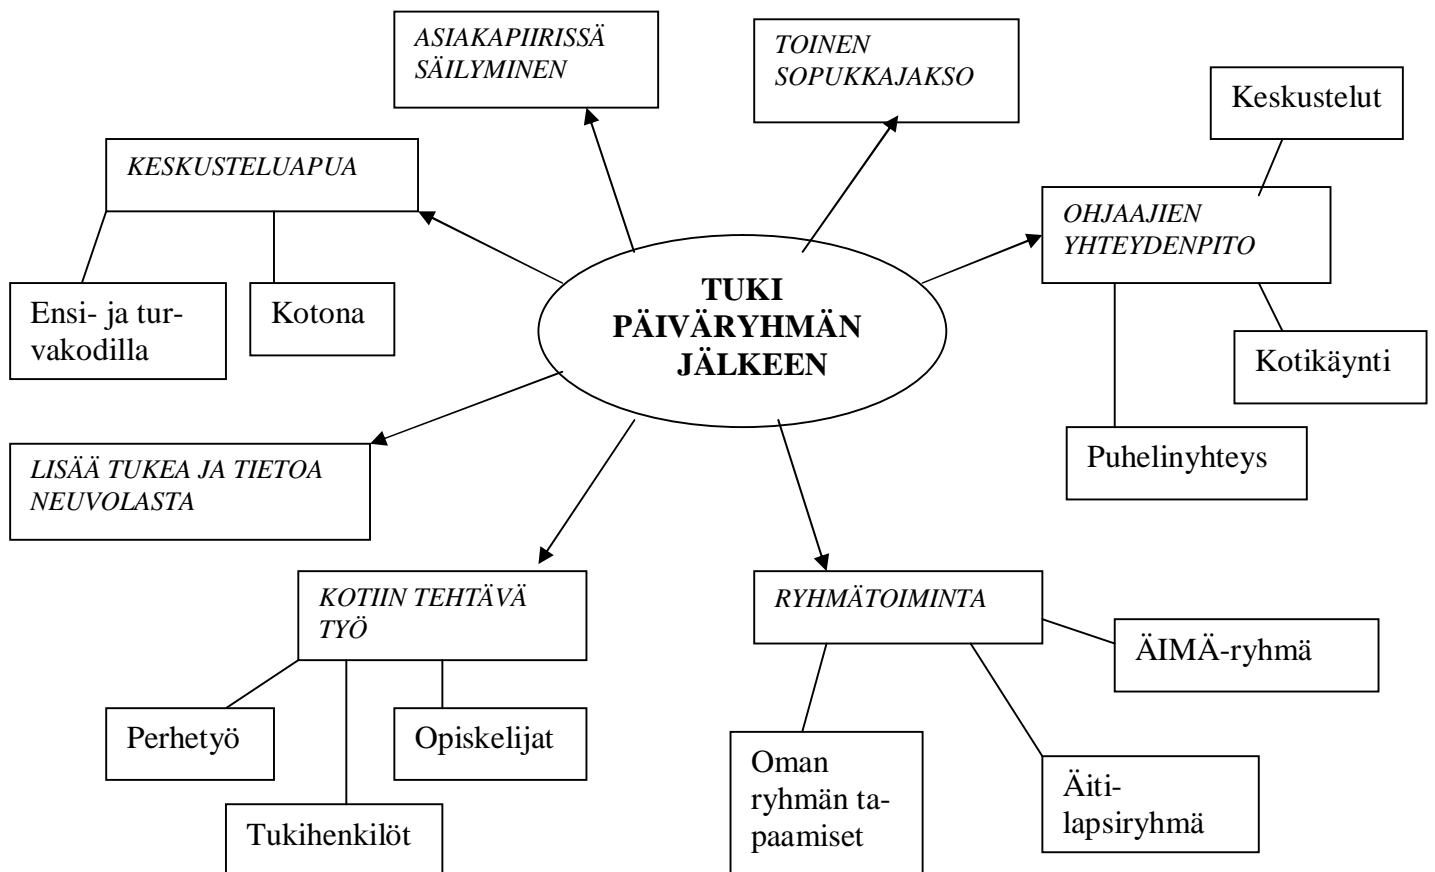 ASIAKAPIIRISSÄ
SÄILYMINEN
TOINEN
SOPUKKAJAKSO
Keskustelut
KESKUSTELUAPUA
OHJAAJIEN
YHTEYDENPITO
Ensi- ja tur-
vakodilla
Kotona
TUKI
PÄIVÄRYHMÄN
JÄLKEEN
Kotikäynti
Puhelinyhteys
LISÄÄ TUKEA JA TIETOA
NEUVOLASTA
KOTIIN TEHTÄVÄ
TYÖ
RYHMÄTOIMINTA
ÄIMÄ-ryhmä
Perhetyö
Opiskelijat
Tukihenkilöt
Oman
ryhmän ta-
paamiset
Äiti-
lapsiryhmä